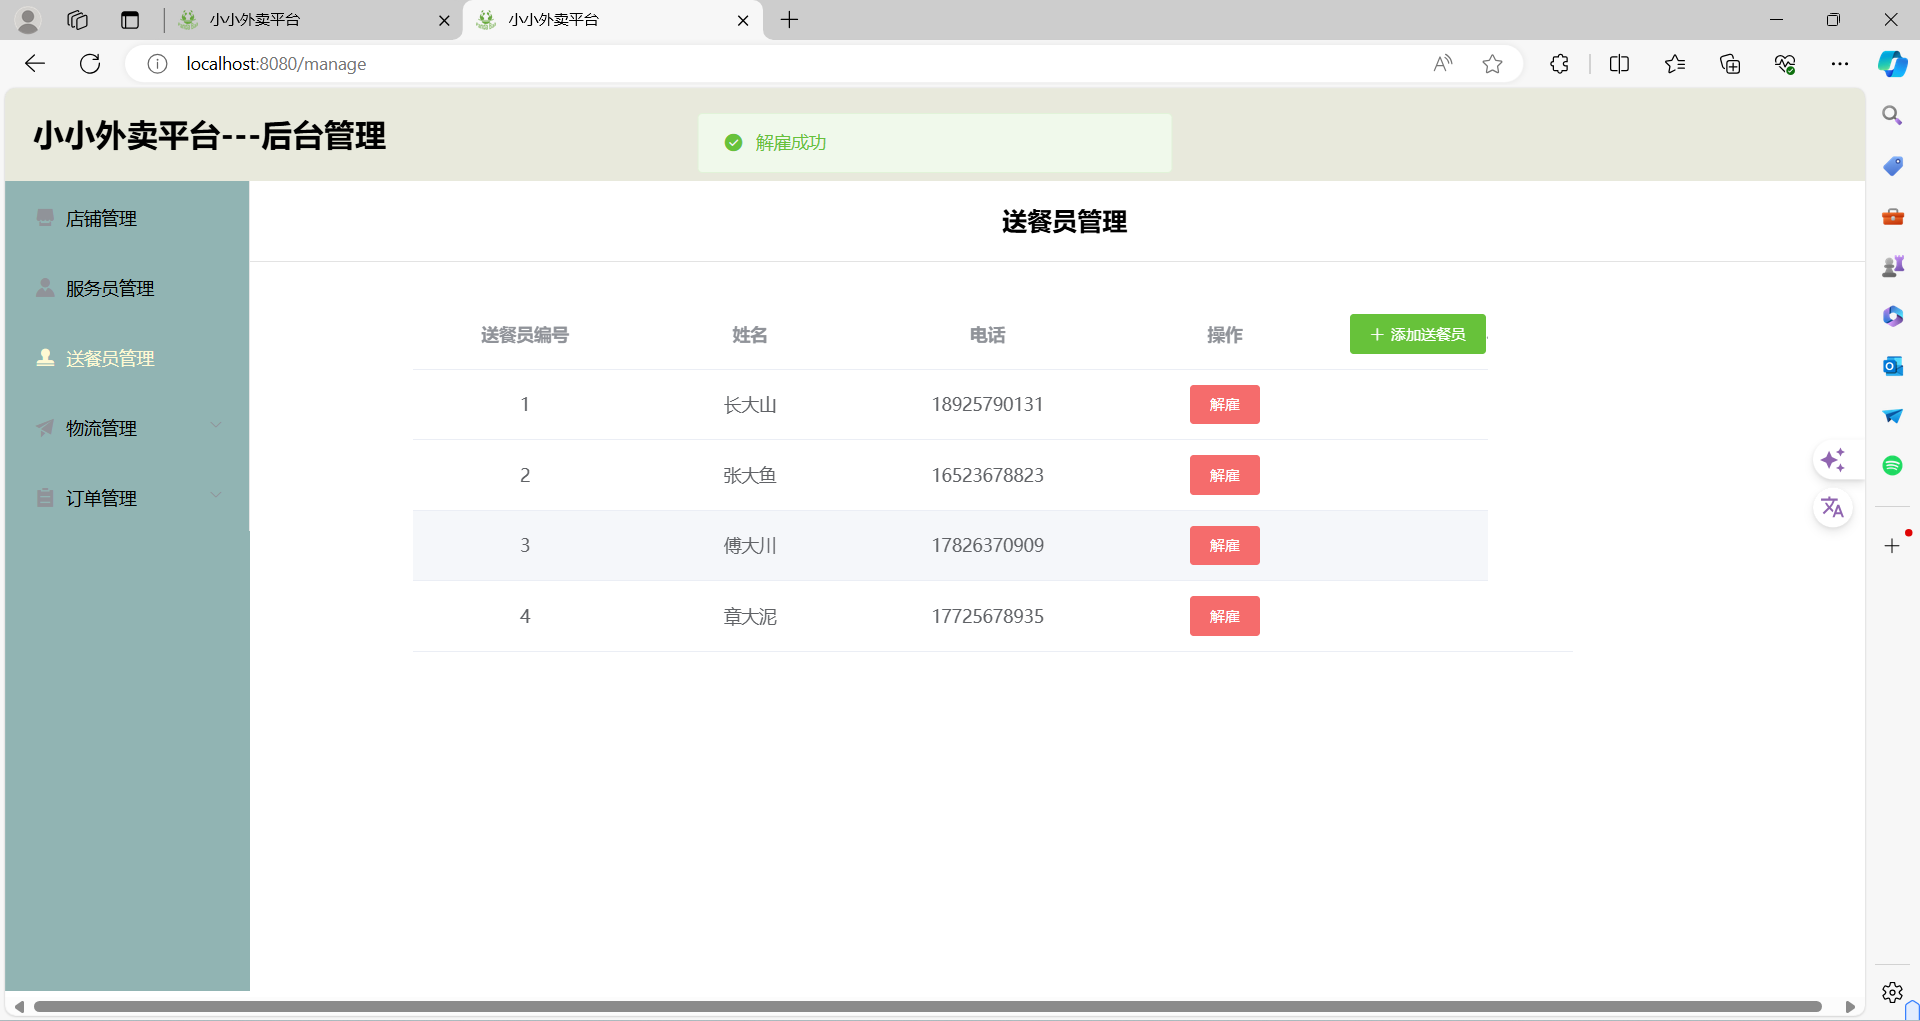 小小外卖平台
小小外卖平台
localhost:8080/manage
小小外卖平台---后台管理
解雇成功
店铺管理
服务员管理
送餐员管理
物流管理
订单管理
送餐员管理
送餐员编号 姓名 电话 操作 + 添加送餐员
1 长大山 18925790131 解雇
2 张大鱼 16523678823 解雇
3 傅大川 17826370909 解雇
4 章大泥 17725678935 解雇